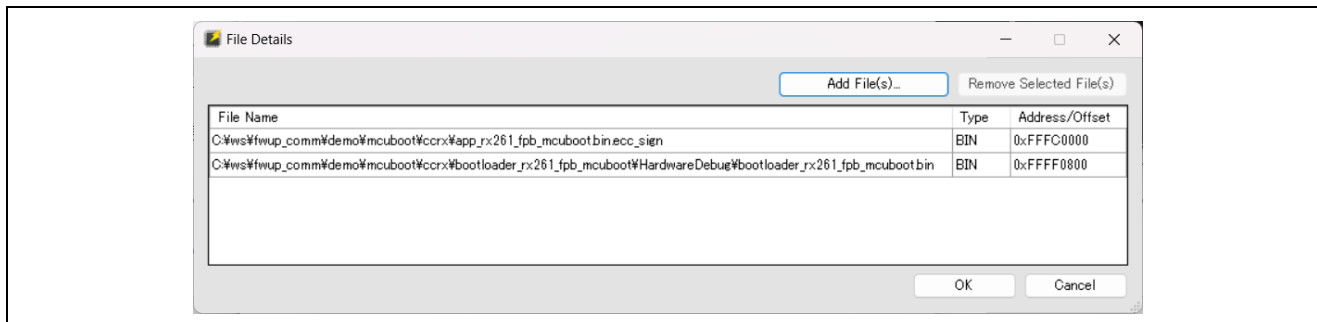 File Details
Add File(s)...
Remove Selected File(s)
File Name Type Address/Offset
C:¥ws¥fwup_comm¥demo¥mcuboot¥ccrx¥app_rx261_fpb_mcuboot.bin.ecc_sign BIN 0xFFFC0000
C:¥ws¥fwup_comm¥demo¥mcuboot¥ccrx¥bootloader_rx261_fpb_mcuboot¥HardwareDebug¥bootloader_rx261_fpb_mcuboot.bin BIN 0xFFFF0800
OK Cancel